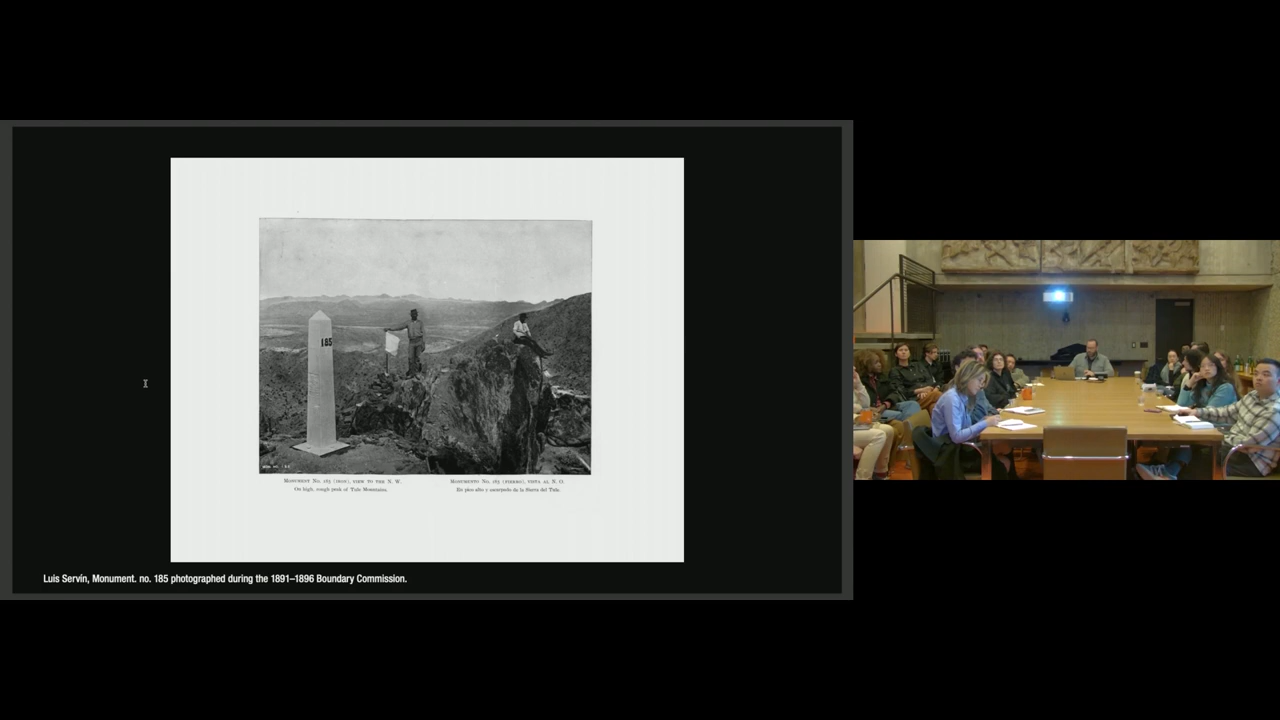 185
MONUMENT NO. 185 (IRON), VIEW TO THE N. W.
On high, rough peak of Tule Mountains.
MONUMENTO NO. 185 (FIERRO), VISTA AL N. O.
En pico alto y escarpado de la Sierra del Tule.
Luis Servín, Monument. no. 185 photographed during the 1891–1896 Boundary Commission.